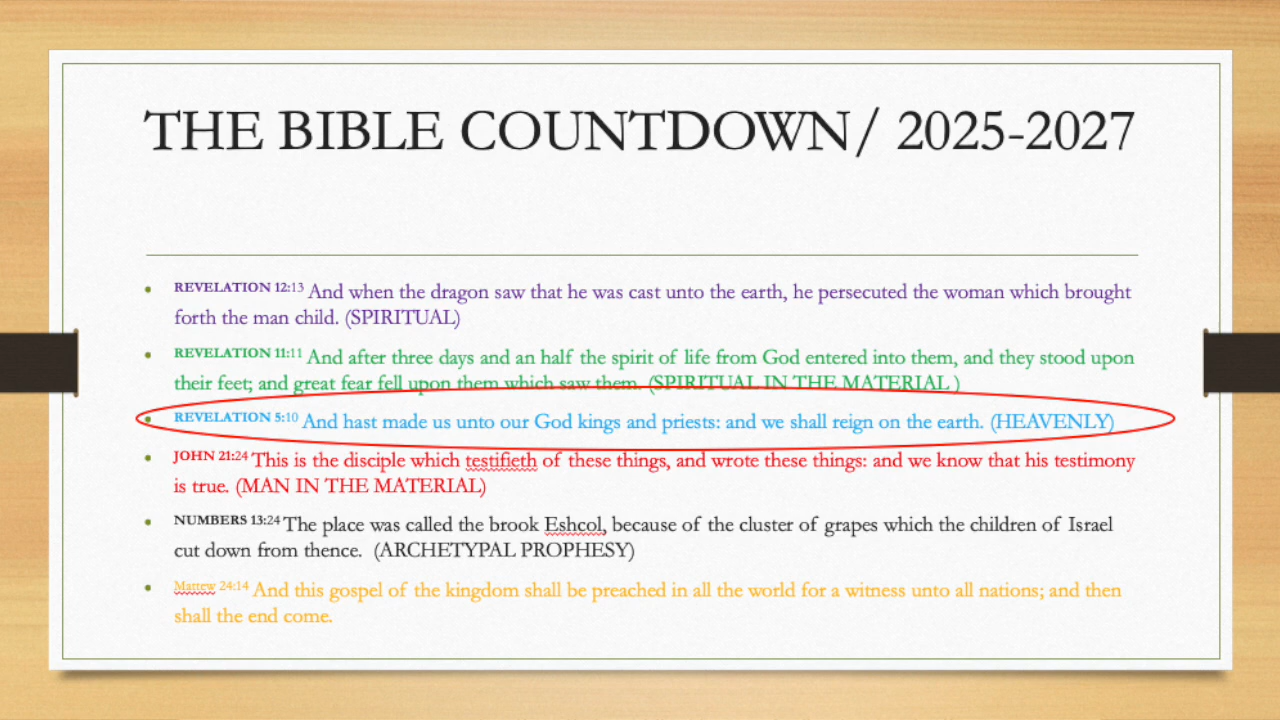 THE BIBLE COUNTDOWN/ 2025-2027
• REVELATION 12:13 And when the dragon saw that he was cast unto the earth, he persecuted the woman which brought
forth the man child. (SPIRITUAL)
• REVELATION 11:11 And after three days and an half the spirit of life from God entered into them, and they stood upon
their feet; and great fear fell upon them which saw them. (SPIRITUAL IN THE MATERIAL )
• REVELATION 5:10 And hast made us unto our God kings and priests: and we shall reign on the earth. (HEAVENLY)
• JOHN 21:24 This is the disciple which testifieth of these things, and wrote these things: and we know that his testimony
is true. (MAN IN THE MATERIAL)
• NUMBERS 13:24 The place was called the brook Eshcol, because of the cluster of grapes which the children of Israel
cut down from thence. (ARCHETYPAL PROPHESY)
• Mattew 24:14 And this gospel of the kingdom shall be preached in all the world for a witness unto all nations; and then
shall the end come.